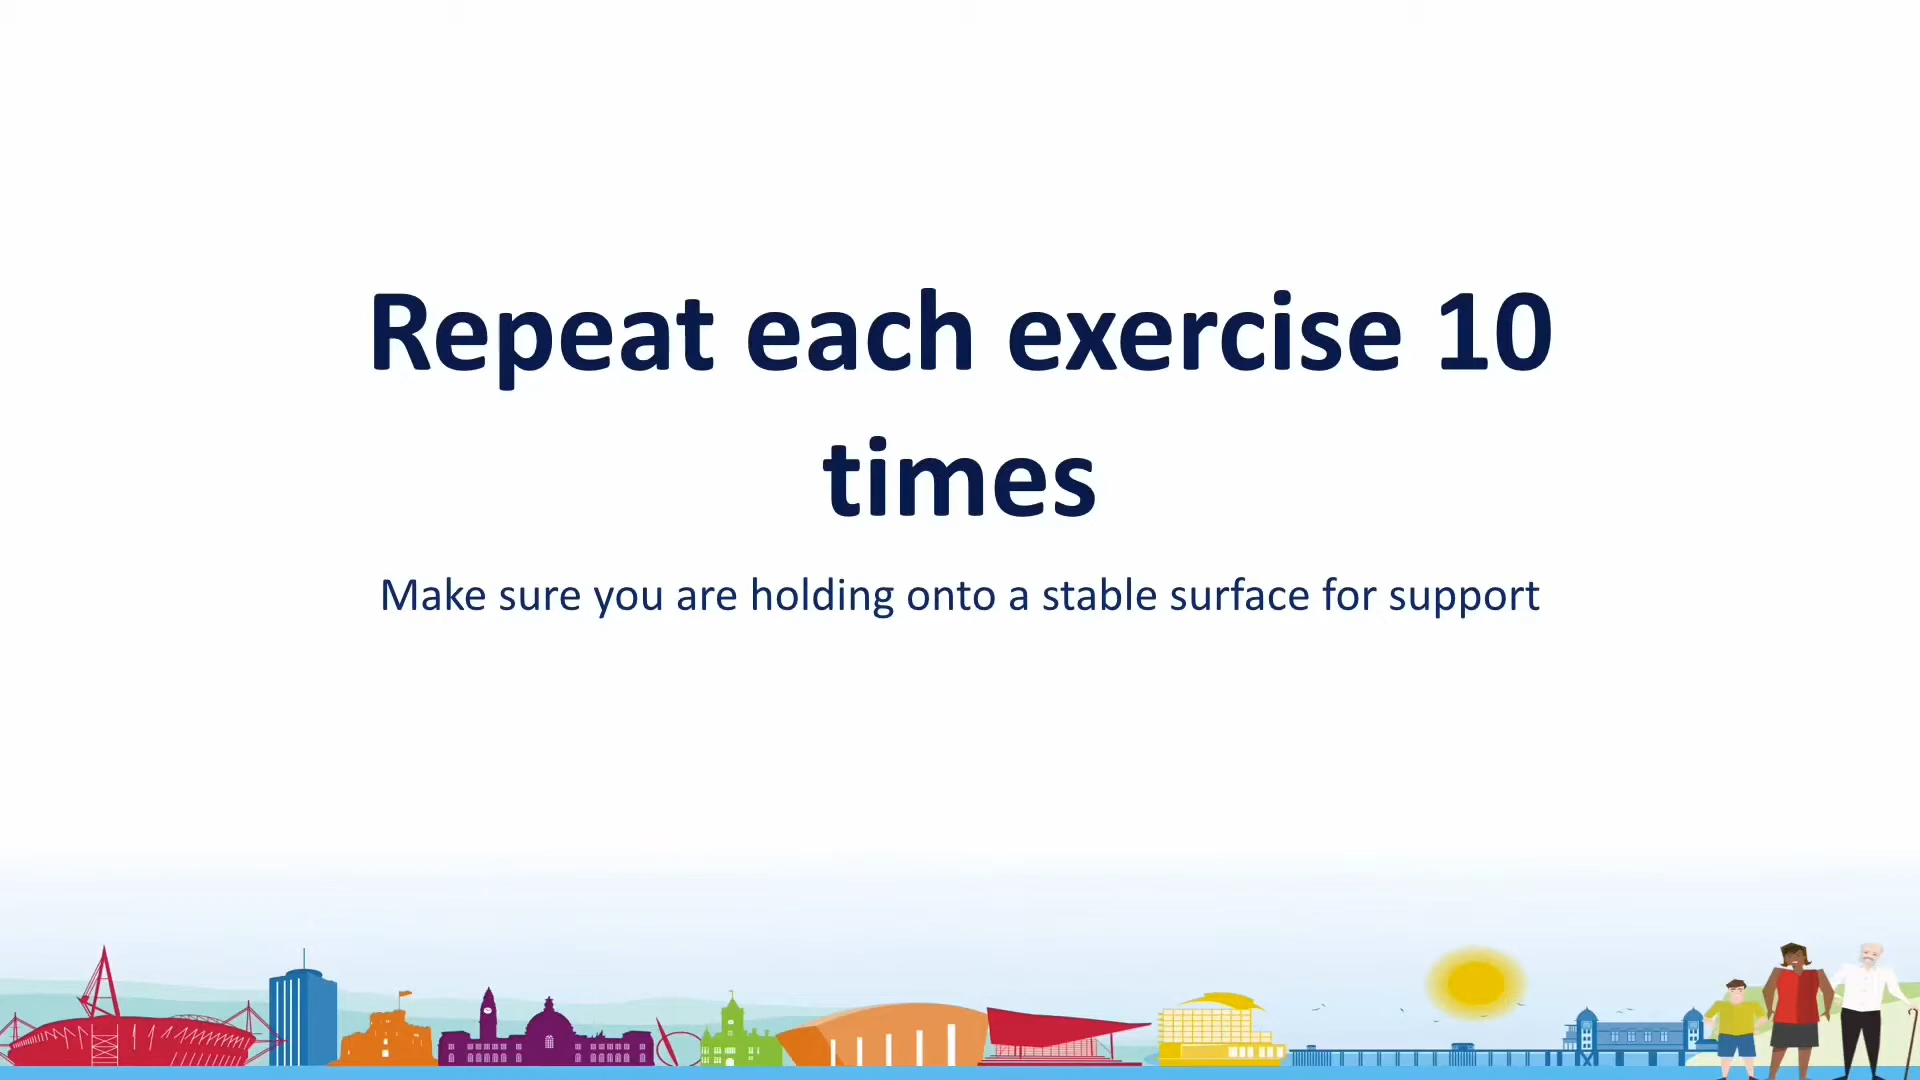 Repeat each exercise 10
times
Make sure you are holding onto a stable surface for support